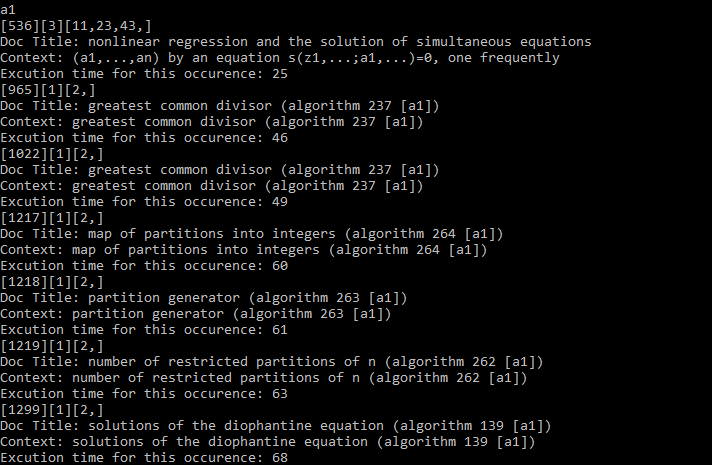 a1
[536][3][11,23,43,]
Doc Title: nonlinear regression and the solution of simultaneous equations
Context: (a1,...,an) by an equation s(z1,...;a1,...)=0, one frequently
Excution time for this occurence: 25
[965][1][2,]
Doc Title: greatest common divisor (algorithm 237 [a1])
Context: greatest common divisor (algorithm 237 [a1])
Excution time for this occurence: 46
[1022][1][2,]
Doc Title: greatest common divisor (algorithm 237 [a1])
Context: greatest common divisor (algorithm 237 [a1])
Excution time for this occurence: 49
[1217][1][2,]
Doc Title: map of partitions into integers (algorithm 264 [a1])
Context: map of partitions into integers (algorithm 264 [a1])
Excution time for this occurence: 60
[1218][1][2,]
Doc Title: partition generator (algorithm 263 [a1])
Context: partition generator (algorithm 263 [a1])
Excution time for this occurence: 61
[1219][1][2,]
Doc Title: number of restricted partitions of n (algorithm 262 [a1])
Context: number of restricted partitions of n (algorithm 262 [a1])
Excution time for this occurence: 63
[1299][1][2,]
Doc Title: solutions of the diophantine equation (algorithm 139 [a1])
Context: solutions of the diophantine equation (algorithm 139 [a1])
Excution time for this occurence: 68